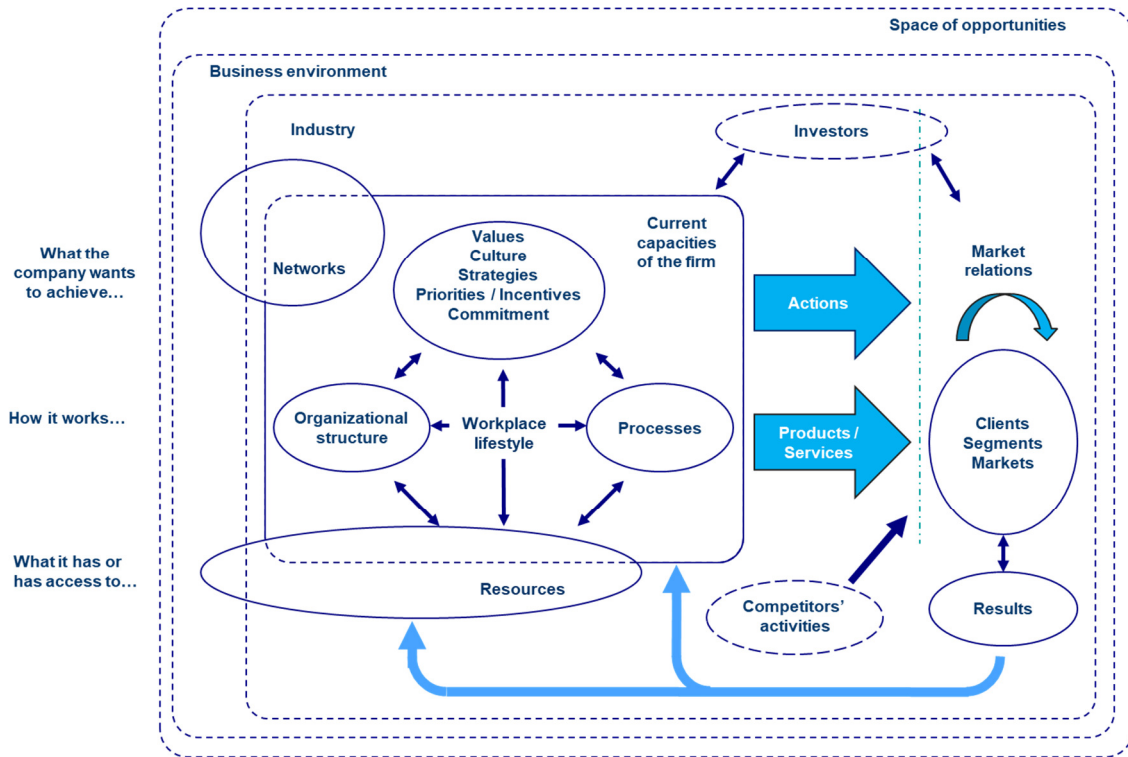 Space of opportunities
Business environment
Industry
Investors
Networks
Values
Culture
Strategies
Priorities / Incentives
Commitment
Current
capacities
of the firm
What the
company wants
to achieve…
Actions
Market
relations
How it works…
Organizational
structure
Workplace
lifestyle
Processes
Products /
Services
Clients
Segments
Markets
What it has or
has access to…
Resources
Competitors’
activities
Results